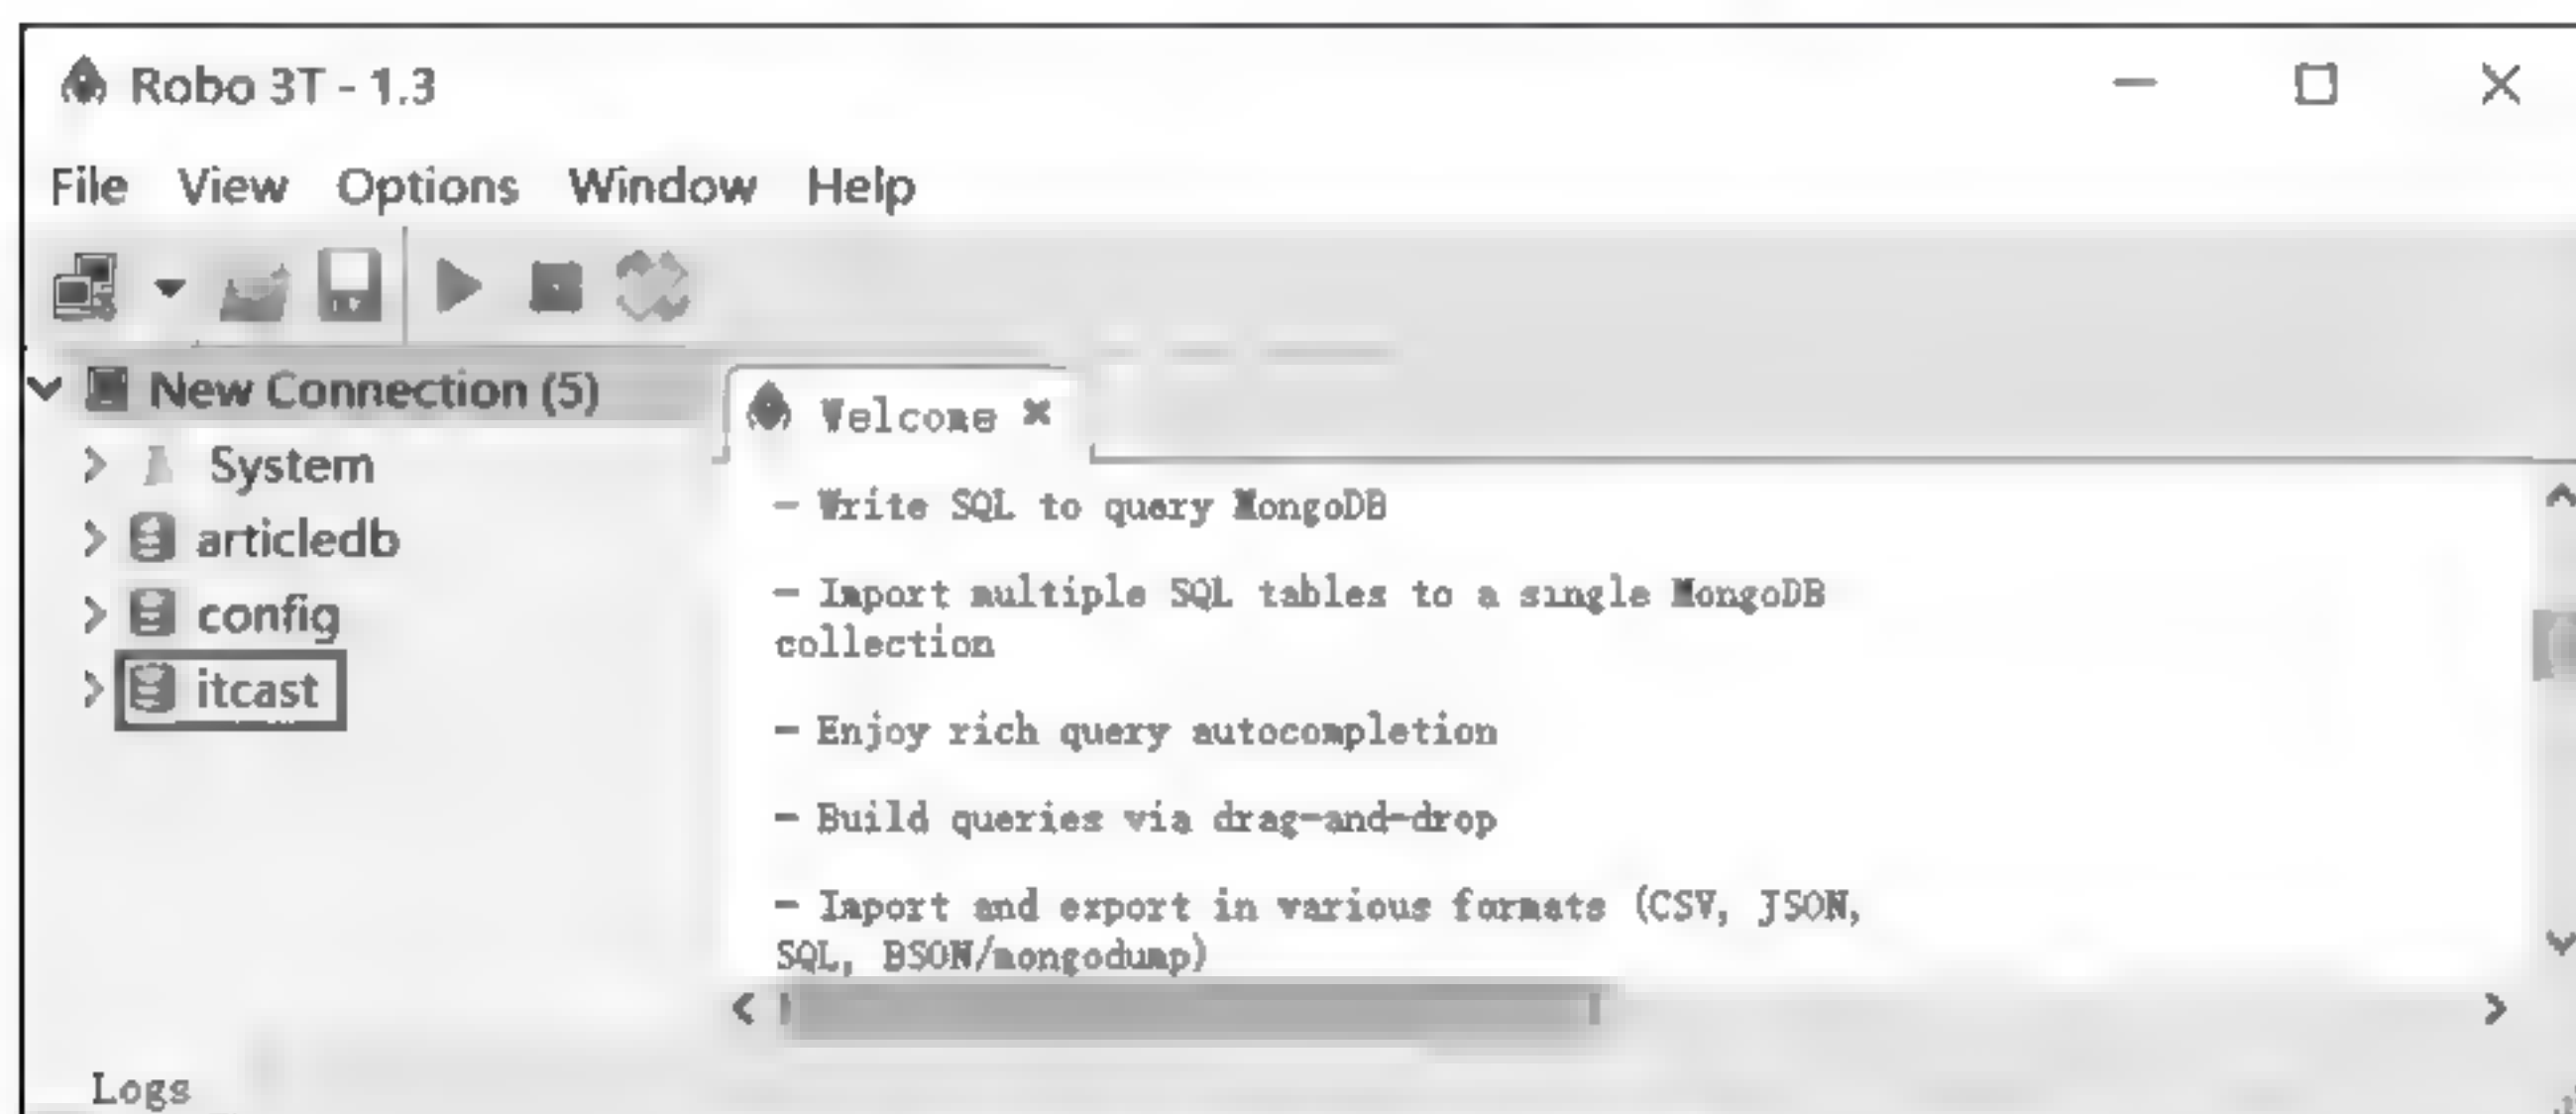 Robo 3T - 1.3
File View Options Window Help
New Connection (5)
System
articledb
config
itcast
Welcome
- Write SQL to query MongoDB
- Import multiple SQL tables to a single MongoDB
collection
- Enjoy rich query autocompletion
- Build queries via drag-and-drop
- Import and export in various formats (CSV, JSON,
SQL, BSON/mongodump)
Logs